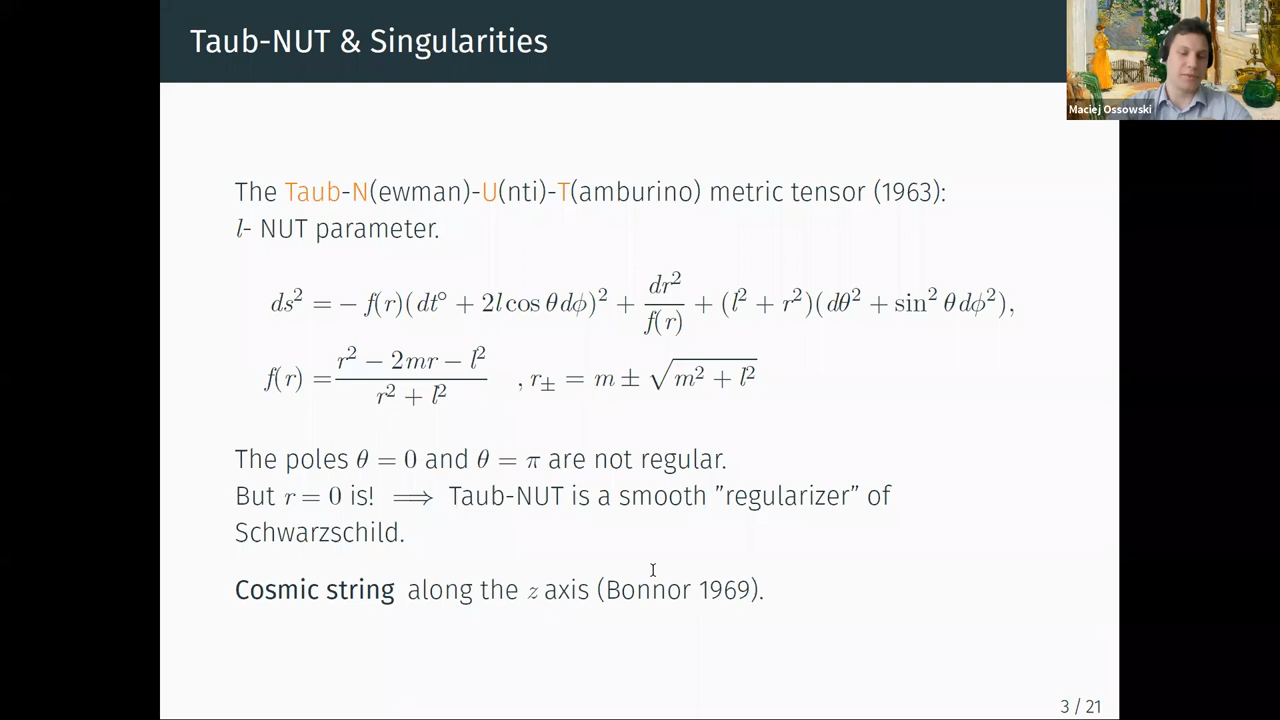 Taub-NUT & Singularities
Maciej Ossowski
The Taub-N(ewman)-U(nti)-T(amburino) metric tensor (1963):
l- NUT parameter.
ds² = − f(r)(dt° + 2l cos θdφ)² + dr²/f(r) + (l² + r²)(dθ² + sin² θdφ²),
f(r) = (r² − 2mr − l²)/(r² + l²) , r± = m ± √(m² + l²)
The poles θ = 0 and θ = π are not regular.
But r = 0 is! ⟹ Taub-NUT is a smooth ”regularizer” of
Schwarzschild.
Cosmic string along the z axis (Bonnor 1969).
3 / 21